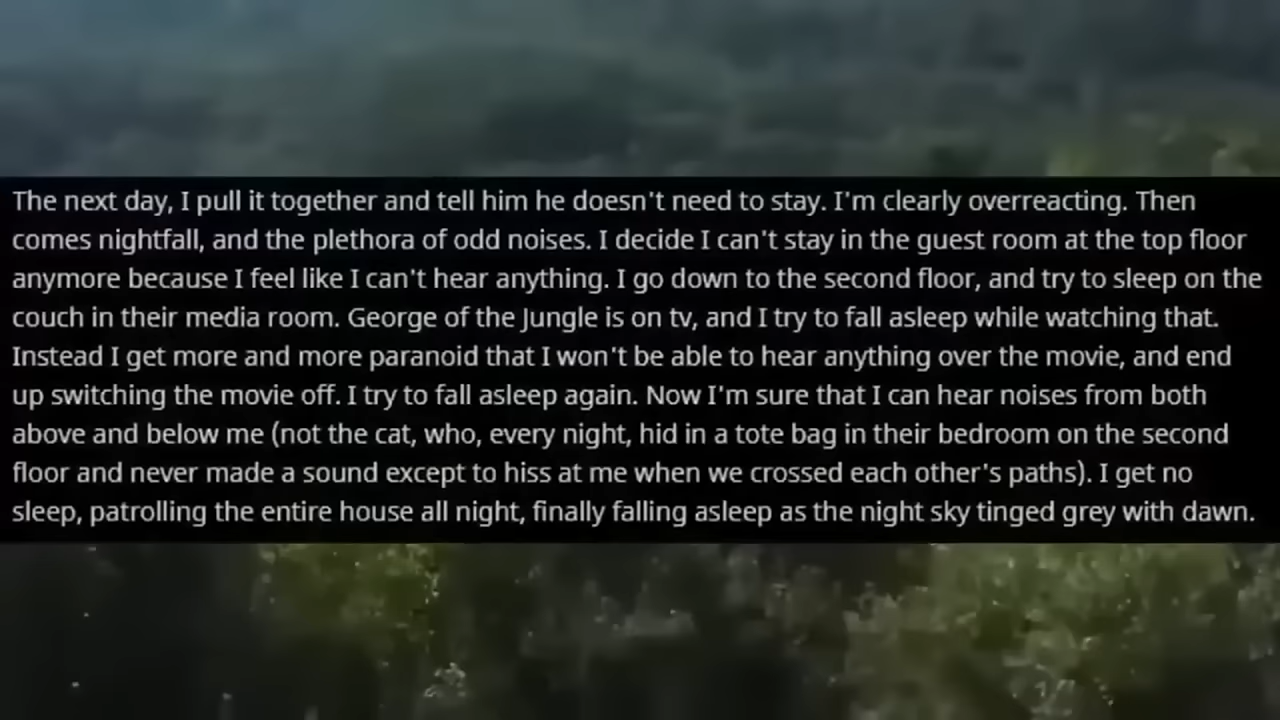 The next day, I pull it together and tell him he doesn't need to stay. I'm clearly overreacting. Then
comes nightfall, and the plethora of odd noises. I decide I can't stay in the guest room at the top floor
anymore because I feel like I can't hear anything. I go down to the second floor, and try to sleep on the
couch in their media room. George of the Jungle is on tv, and I try to fall asleep while watching that.
Instead I get more and more paranoid that I won't be able to hear anything over the movie, and end
up switching the movie off. I try to fall asleep again. Now I'm sure that I can hear noises from both
above and below me (not the cat, who, every night, hid in a tote bag in their bedroom on the second
floor and never made a sound except to hiss at me when we crossed each other's paths). I get no
sleep, patrolling the entire house all night, finally falling asleep as the night sky tinged grey with dawn.